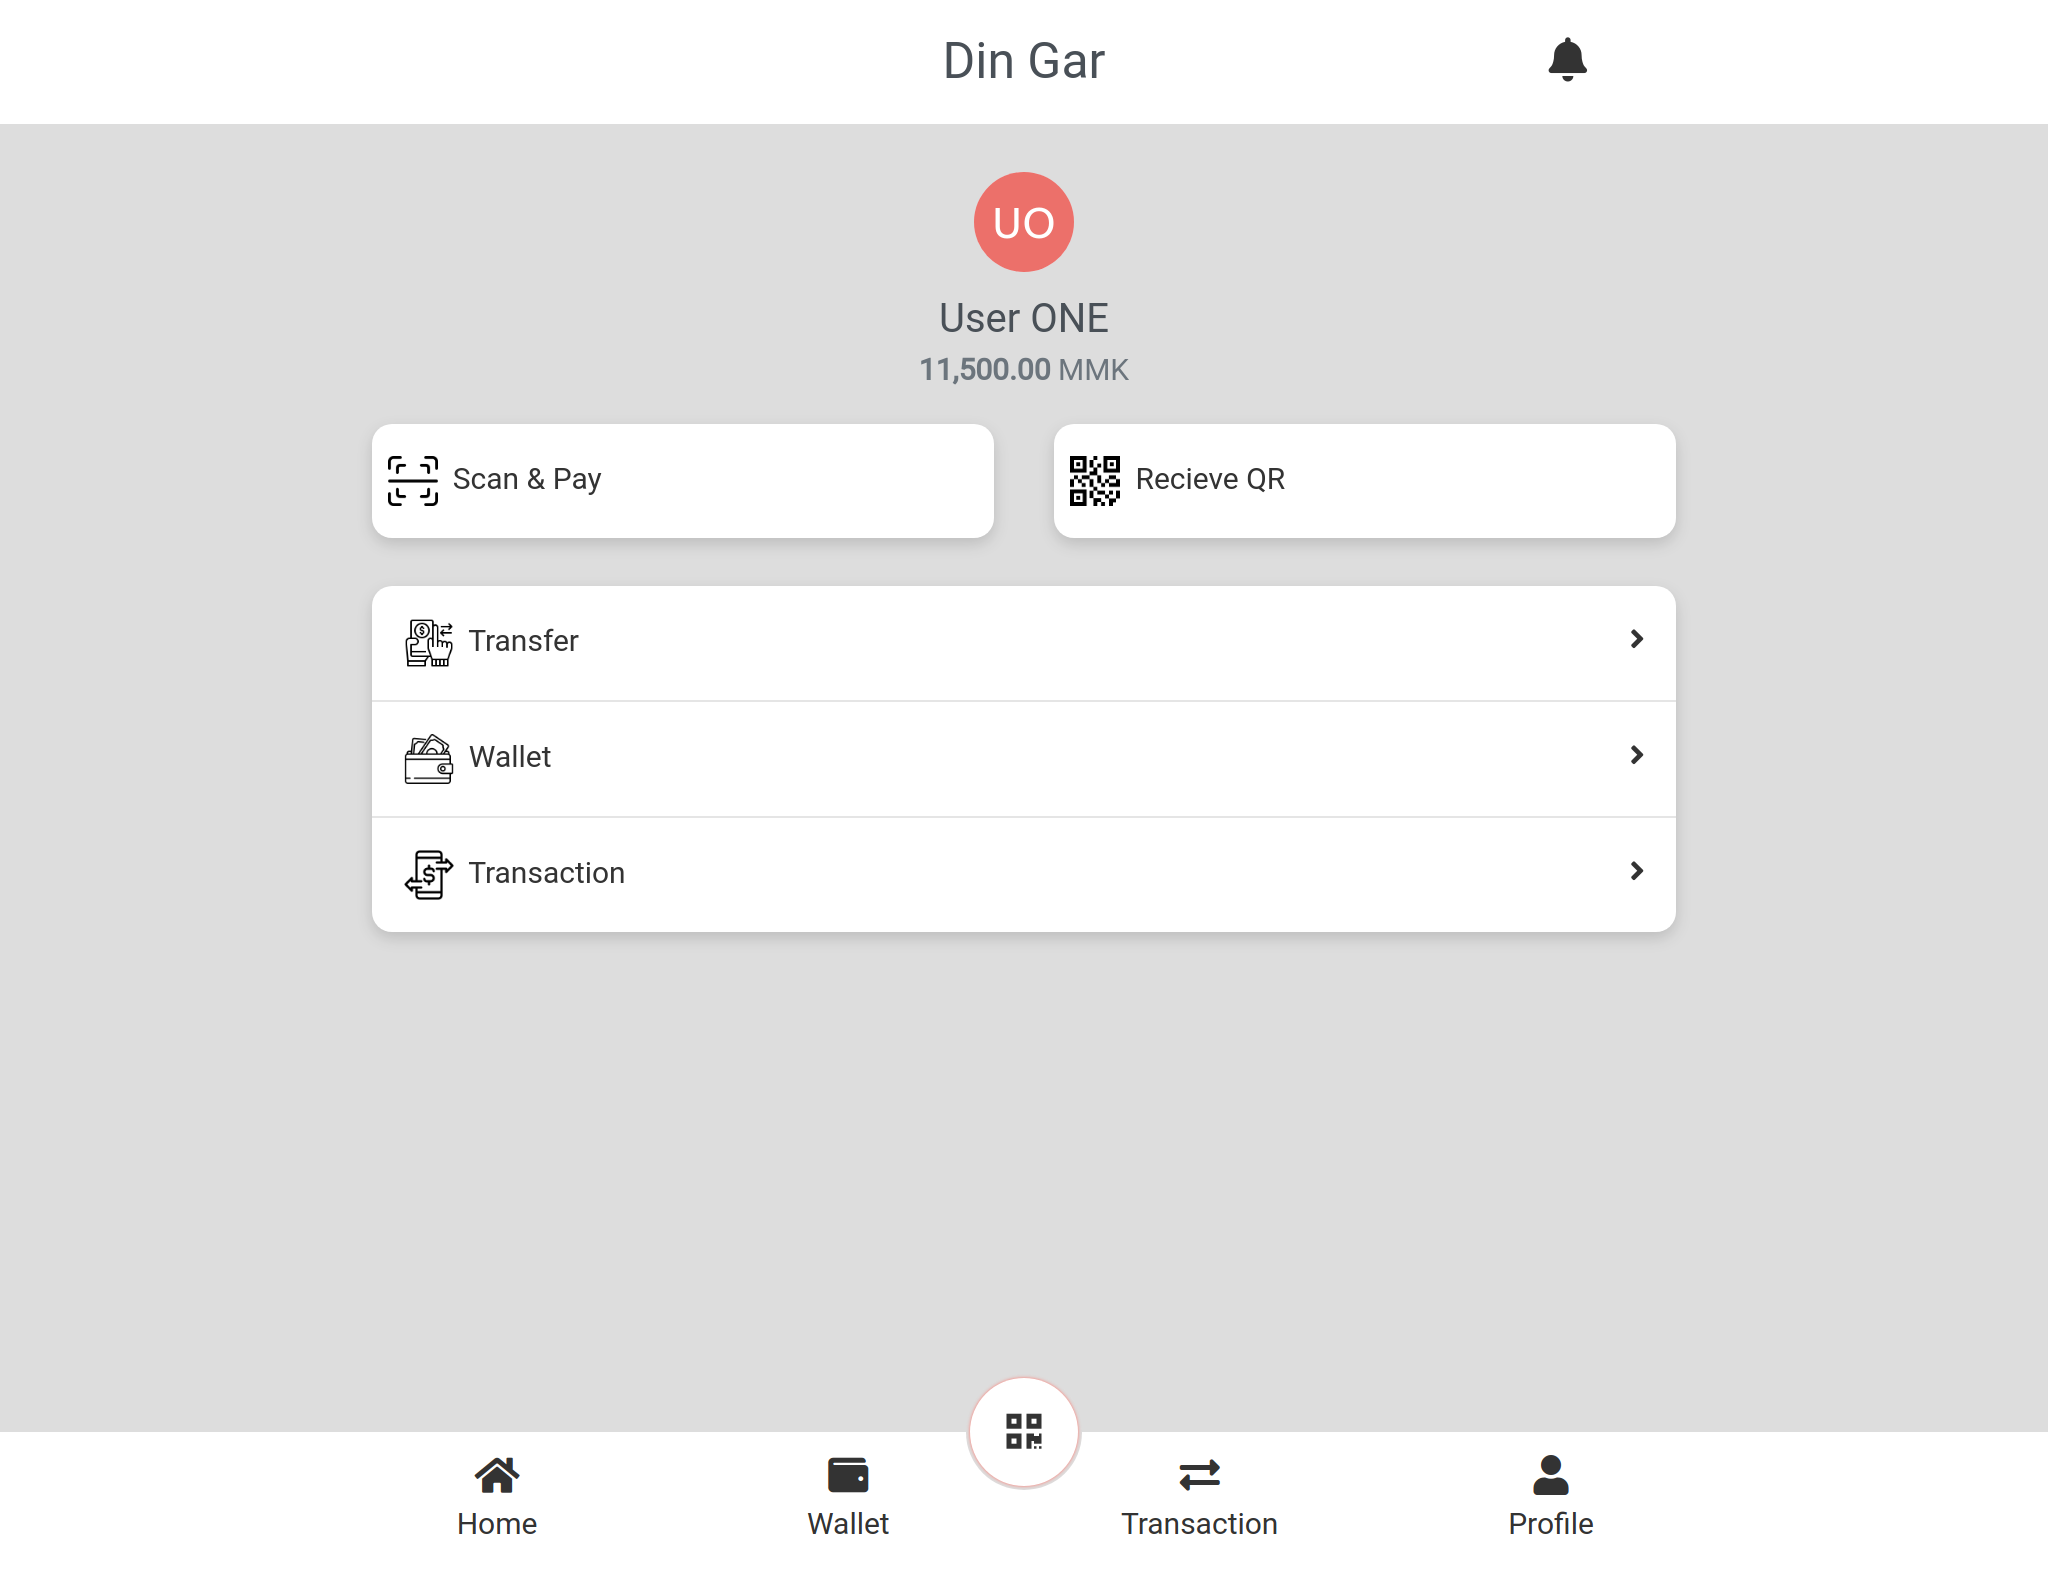 Din Gar
UO
User ONE
11,500.00 MMK
Scan & Pay
Recieve QR
Transfer
Wallet
Transaction
Home
Wallet
Transaction
Profile